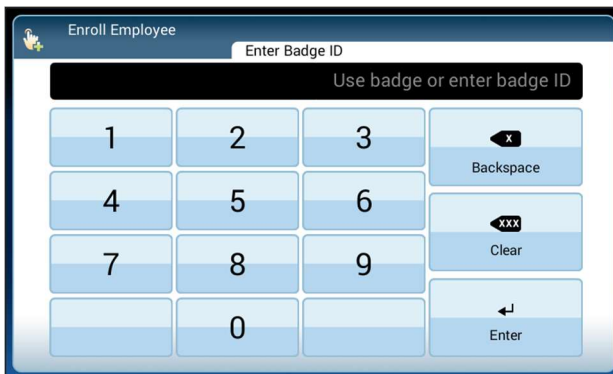 Enroll Employee
Enter Badge ID
Use badge or enter badge ID
1 2 3
X
Backspace
4 5 6
XXX
Clear
7 8 9
0
Enter